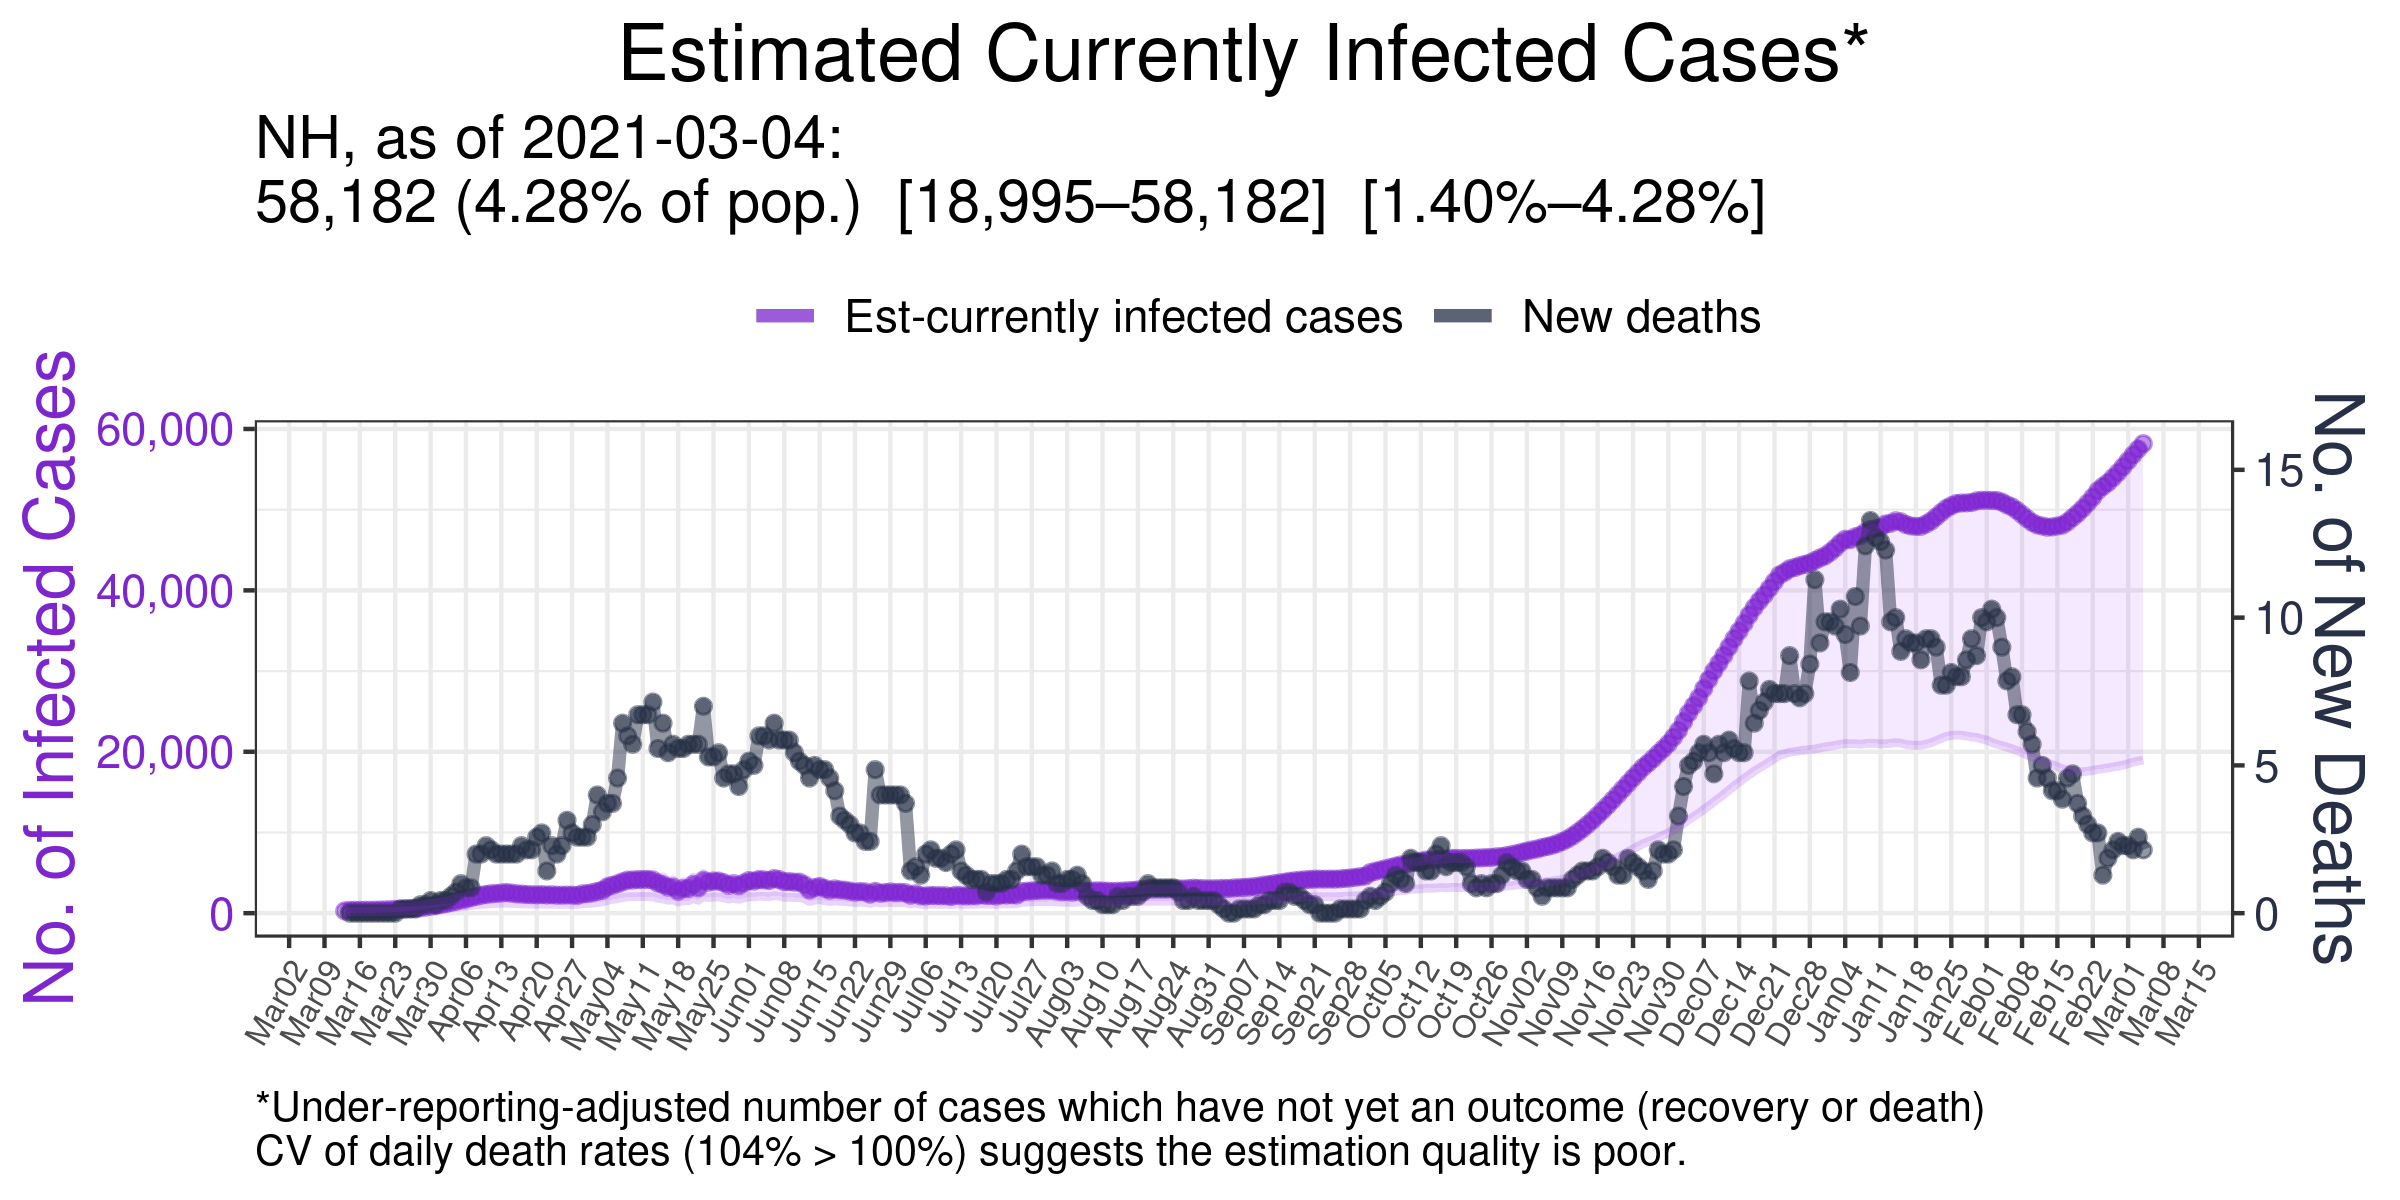 Estimated Currently Infected Cases*
NH, as of 2021-03-04:
58,182 (4.28% of pop.) [18,995–58,182] [1.40%–4.28%]
Est-currently infected cases
New deaths
No. of Infected Cases
60,000
40,000
20,000
0
15
10
5
0
No. of New Deaths
Mar02
Mar09
Mar16
Mar23
Mar30
Apr06
Apr13
Apr20
Apr27
May04
May11
May18
May25
Jun01
Jun08
Jun15
Jun22
Jun29
Jul06
Jul13
Jul20
Jul27
Aug03
Aug10
Aug17
Aug24
Aug31
Sep07
Sep14
Sep21
Sep28
Oct05
Oct12
Oct19
Oct26
Nov02
Nov09
Nov16
Nov23
Nov30
Dec07
Dec14
Dec21
Dec28
Jan04
Jan11
Jan18
Jan25
Feb01
Feb08
Feb15
Feb22
Mar01
Mar08
Mar15
*Under-reporting-adjusted number of cases which have not yet an outcome (recovery or death)
CV of daily death rates (104% > 100%) suggests the estimation quality is poor.